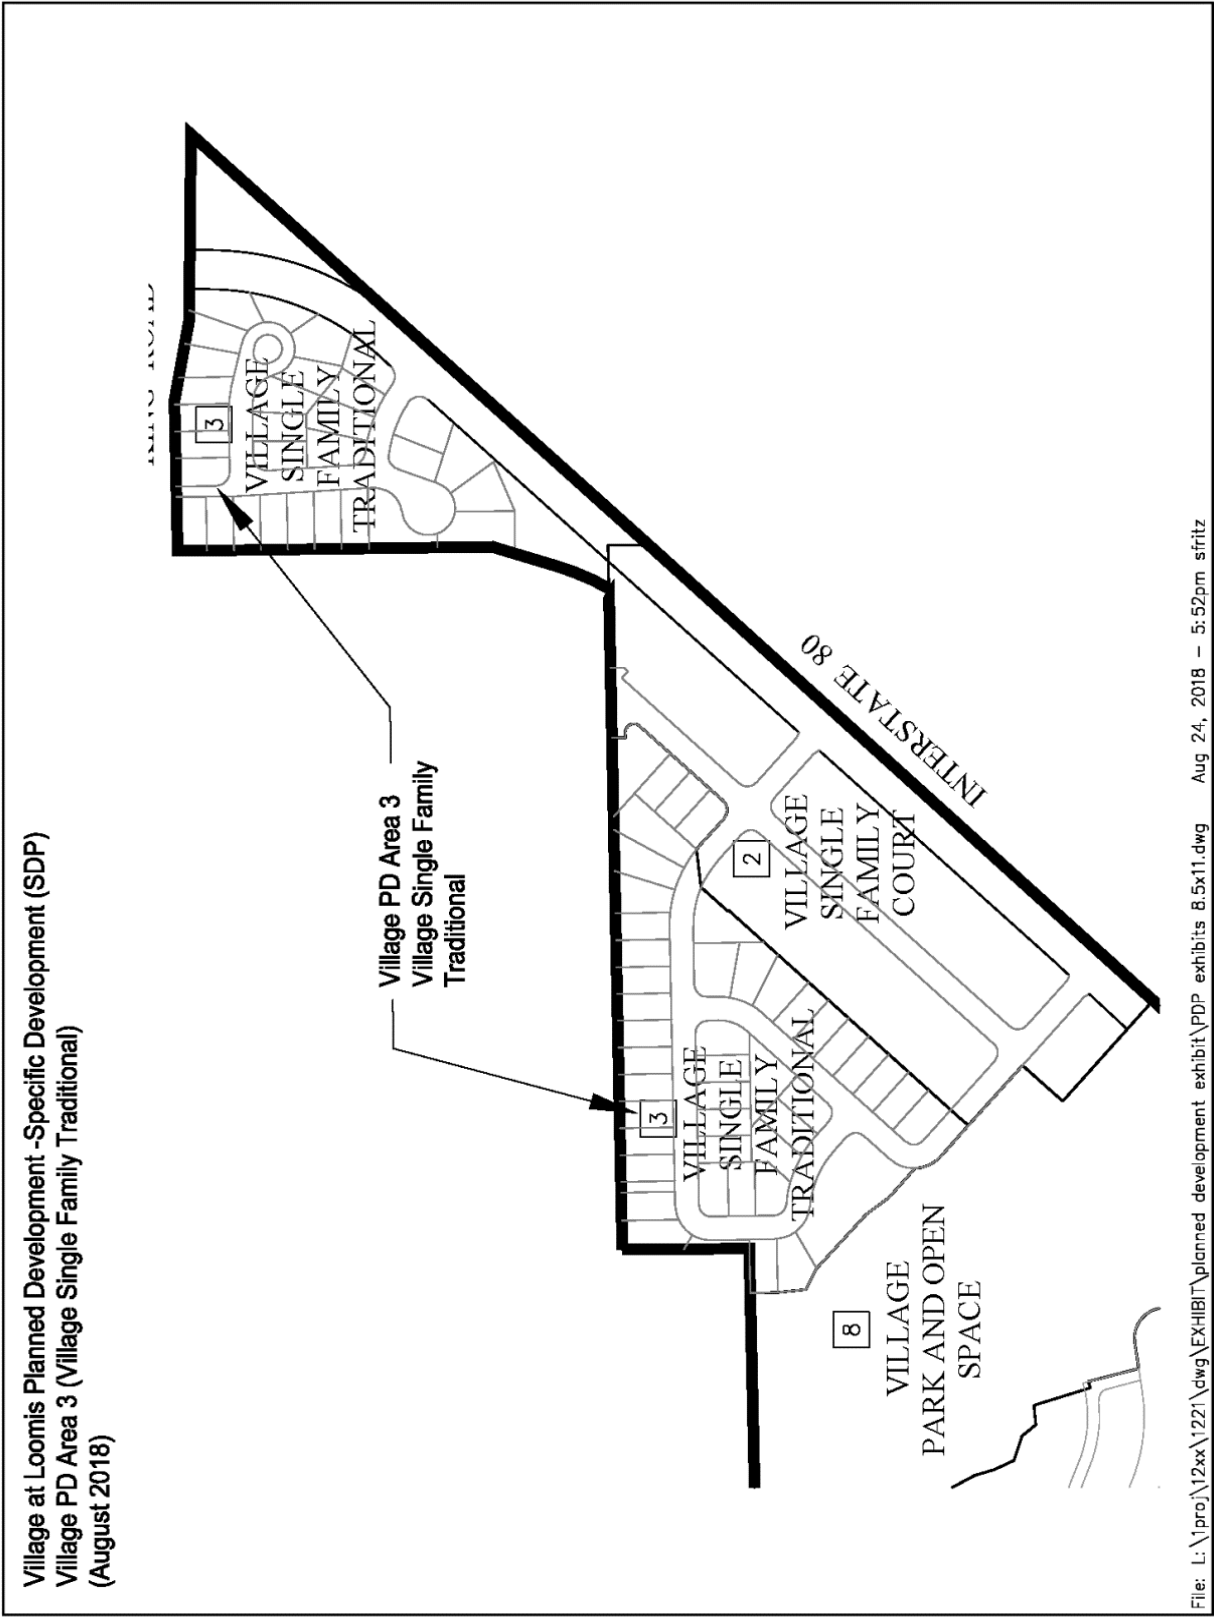 Village at Loomis Planned Development -Specific Development (SDP)
Village PD Area 3 (Village Single Family Traditional)
(August 2018)
3
VILLAGE
SINGLE
FAMILY
TRADITIONAL
Village PD Area 3
Village Single Family
Traditional
INTERSTATE 80
2
VILLAGE
SINGLE
FAMILY
COURT
3
VILLAGE
SINGLE
FAMILY
TRADITIONAL
8
VILLAGE
PARK AND OPEN
SPACE
File: L:\1proj\12xx\1221\dwg\EXHIBIT\planned development exhibit\PDP exhibits 8.5x11.dwg Aug 24, 2018 - 5:52pm sfritz